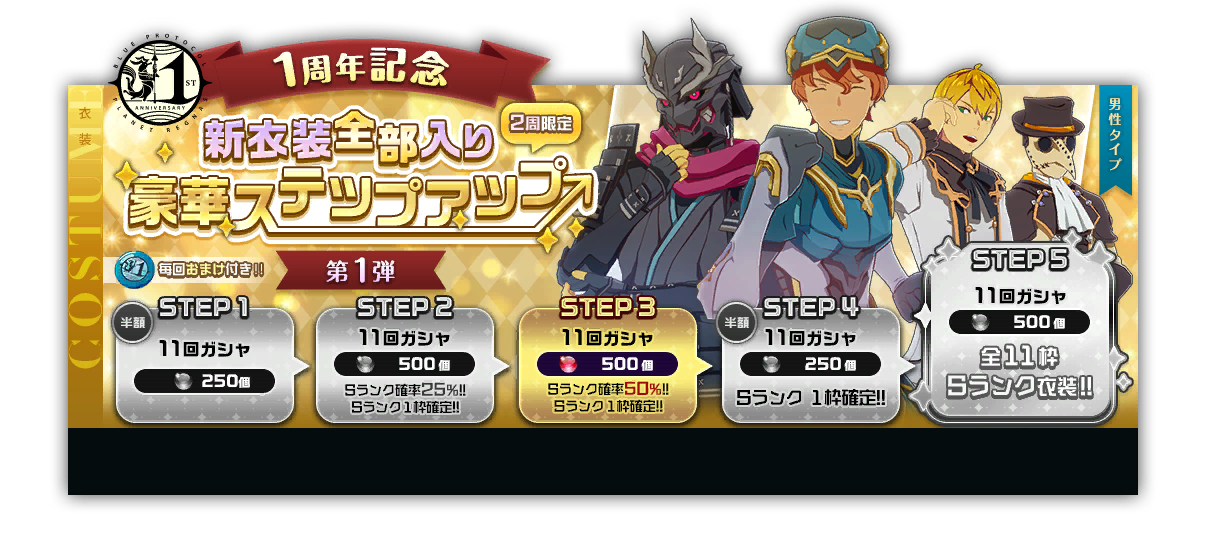 BLUE PROTOCOL
1ST
ANNIVERSARY
PLANET REGNAS
1周年記念
衣装
COSTUME
新衣装全部入り
2周限定
豪華ステップアップ
男性タイプ
毎回おまけ付き!!
第1弾
STEP 1
半額
11回ガシャ
250個
STEP 2
11回ガシャ
500個
Sランク確率25%!!
Sランク1枠確定!!
STEP 3
11回ガシャ
500個
Sランク確率50%!!
Sランク1枠確定!!
STEP 4
半額
11回ガシャ
250個
Sランク 1枠確定!!
STEP 5
11回ガシャ
500個
全11枠
Sランク衣装!!